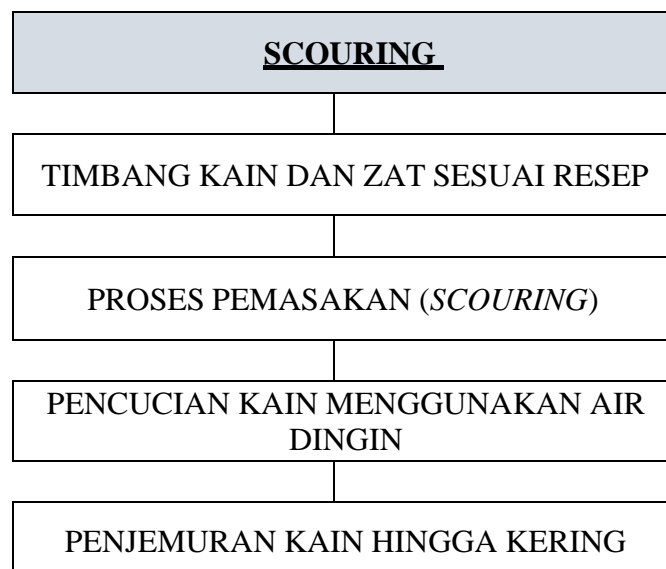 SCOURING
TIMBANG KAIN DAN ZAT SESUAI RESEP
PROSES PEMASAKAN (SCOURING)
PENCUCIAN KAIN MENGGUNAKAN AIR
DINGIN
PENJEMURAN KAIN HINGGA KERING